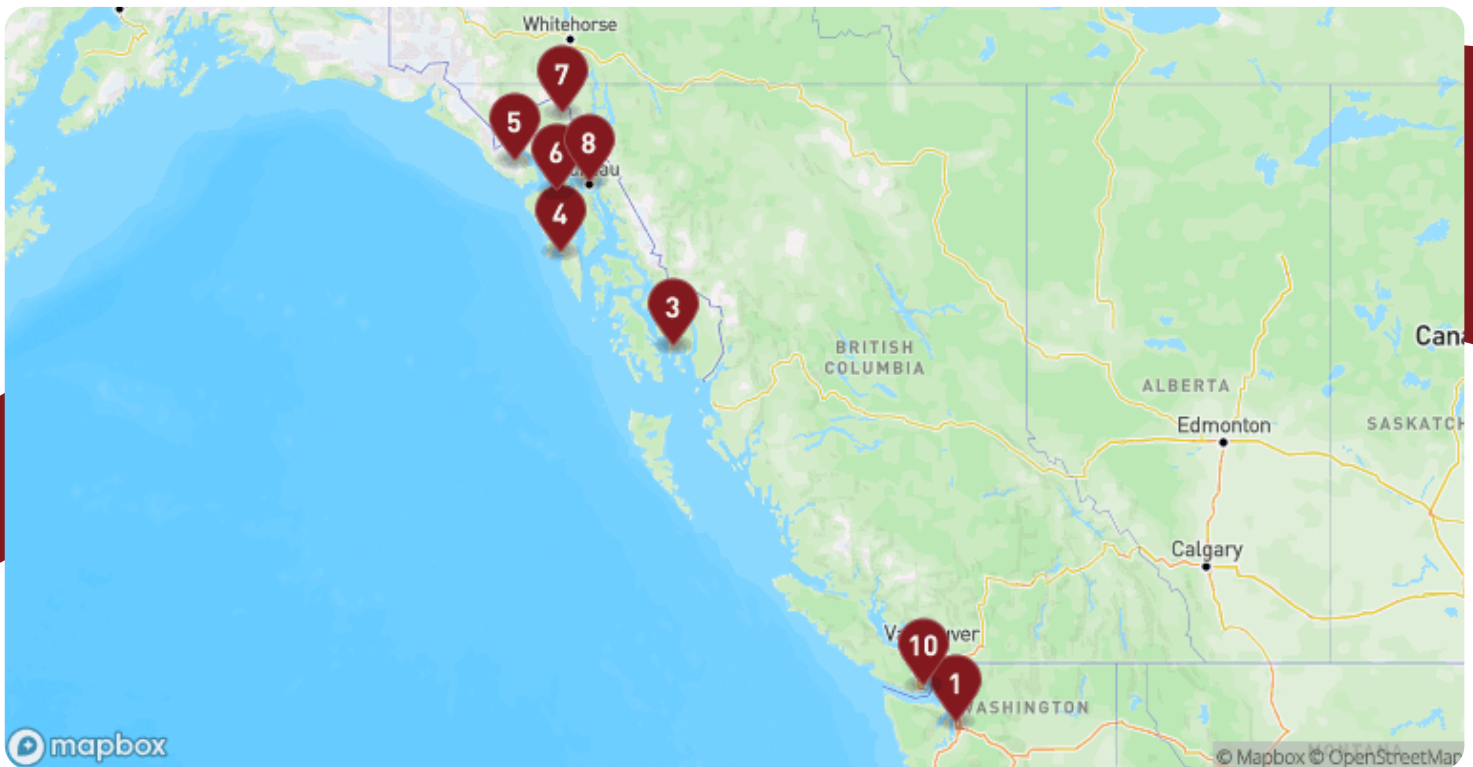 Whitehorse
7
5
8
6
4
3
BRITISH
COLUMBIA
Cana
ALBERTA
Edmonton
SASKATCH
Calgary
10
1
WASHINGTON
mapbox
© Mapbox © OpenStreetMap